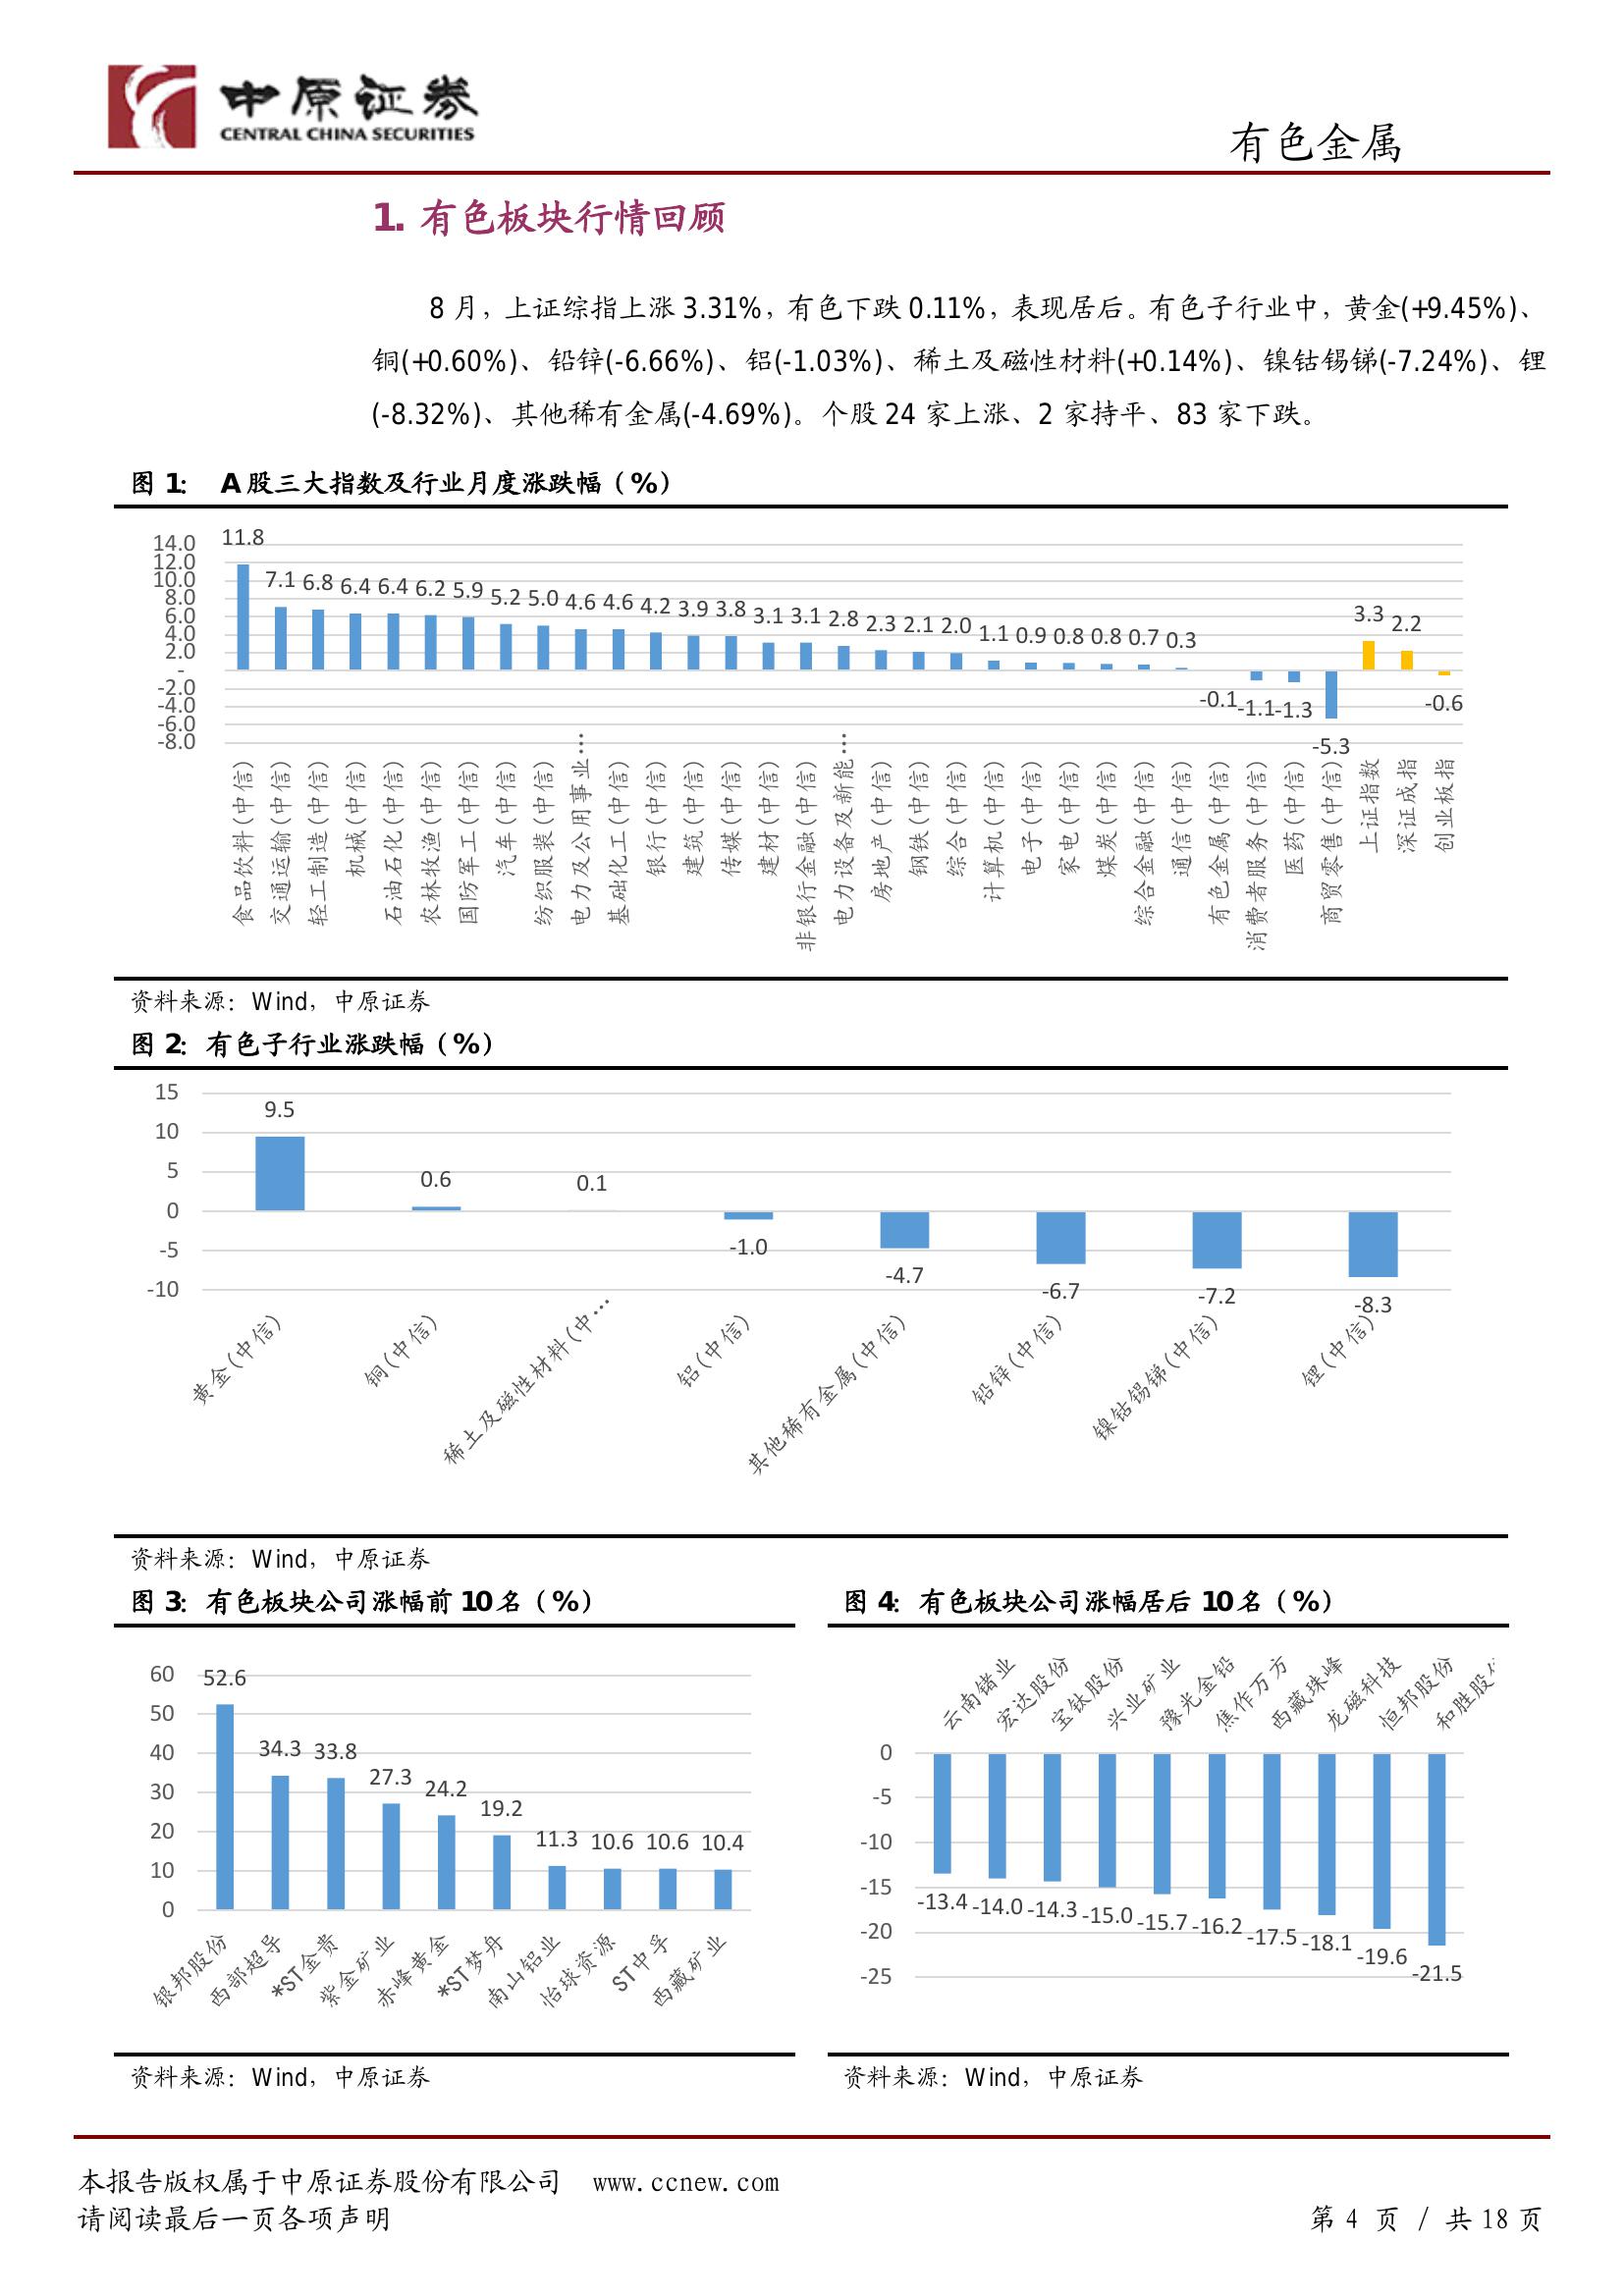 中原证券
CENTRAL CHINA SECURITIES
有色金属
1. 有色板块行情回顾
8 月，上证综指上涨 3.31%，有色下跌 0.11%，表现居后。有色子行业中，黄金(+9.45%)、
铜(+0.60%)、铅锌(-6.66%)、铝(-1.03%)、稀土及磁性材料(+0.14%)、镍钴锡锑(-7.24%)、锂
(-8.32%)、其他稀有金属(-4.69%)。个股 24 家上涨、2 家持平、83 家下跌。
图 1： A 股三大指数及行业月度涨跌幅（%）
14.0
12.0
10.0
8.0
6.0
4.0
2.0
-
-2.0
-4.0
-6.0
-8.0
11.8
7.1
6.8
6.4
6.4
6.2
5.9
5.2
5.0
4.6
4.6
4.2
3.9
3.8
3.1
3.1
2.8
2.3
2.1
2.0
1.1
0.9
0.8
0.8
0.7
0.3
-0.1
-1.1
-1.3
-5.3
3.3
2.2
-0.6
食品饮料(中信)
交通运输(中信)
轻工制造(中信)
机械(中信)
石油石化(中信)
农林牧渔(中信)
国防军工(中信)
汽车(中信)
纺织服装(中信)
电力及公用事业…
基础化工(中信)
银行(中信)
建筑(中信)
传媒(中信)
建材(中信)
非银行金融(中信)
电力设备及新能…
房地产(中信)
钢铁(中信)
综合(中信)
计算机(中信)
电子(中信)
家电(中信)
煤炭(中信)
综合金融(中信)
通信(中信)
有色金属(中信)
消费者服务(中信)
医药(中信)
商贸零售(中信)
上证指数
深证成指
创业板指
资料来源：Wind，中原证券
图 2：有色子行业涨跌幅（%）
15
10
5
0
-5
-10
9.5
0.6
0.1
-1.0
-4.7
-6.7
-7.2
-8.3
黄金(中信)
铜(中信)
稀土及磁性材料(中…
铝(中信)
其他稀有金属(中信)
铅锌(中信)
镍钴锡锑(中信)
锂(中信)
资料来源：Wind，中原证券
图 3：有色板块公司涨幅前 10 名（%）
60
50
40
30
20
10
0
52.6
34.3
33.8
27.3
24.2
19.2
11.3
10.6
10.6
10.4
银邦股份
西部超导
*ST金贵
紫金矿业
赤峰黄金
*ST梦舟
南山铝业
怡球资源
ST中孚
西藏矿业
资料来源：Wind，中原证券
图 4：有色板块公司涨幅居后 10 名（%）
云南锗业
宏达股份
宝钛股份
兴业矿业
豫光金铅
焦作万方
西藏珠峰
龙磁科技
恒邦股份
和胜股
0
-5
-10
-15
-20
-25
-13.4
-14.0
-14.3
-15.0
-15.7
-16.2
-17.5
-18.1
-19.6
-21.5
资料来源：Wind，中原证券
本报告版权属于中原证券股份有限公司 www.ccnew.com
请阅读最后一页各项声明
第 4 页 / 共 18 页